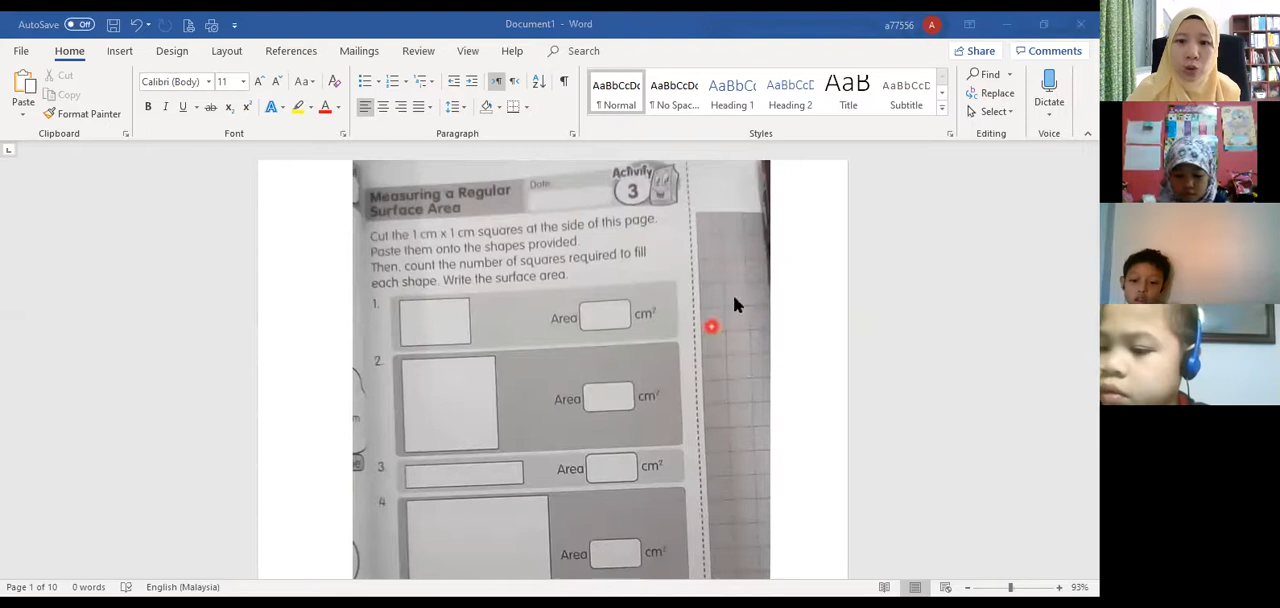 AutoSave Off
Document1 - Word
a77556
A
File Home Insert Design Layout References Mailings Review View Help Search
Share Comments
Paste
Cut
Copy
Format Painter
Clipboard
Calibri (Body) 11
Font
Paragraph
AaBbCcDc AaBbCcDc AaBbC AaBbCcD AaB AaBbCcD
¶ Normal ¶ No Spac... Heading 1 Heading 2 Title Subtitle
Styles
Find
Replace
Select
Editing
Dictate
Voice
Measuring a Regular
Surface Area
Date
Activity
3
Cut the 1 cm x 1 cm squares at the side of this page.
Paste them onto the shapes provided.
Then, count the number of squares required to fill
each shape. Write the surface area.
1.
Area cm²
2.
Area cm²
3.
Area cm²
4
Area cm²
Page 1 of 10 0 words English (Malaysia)
93%